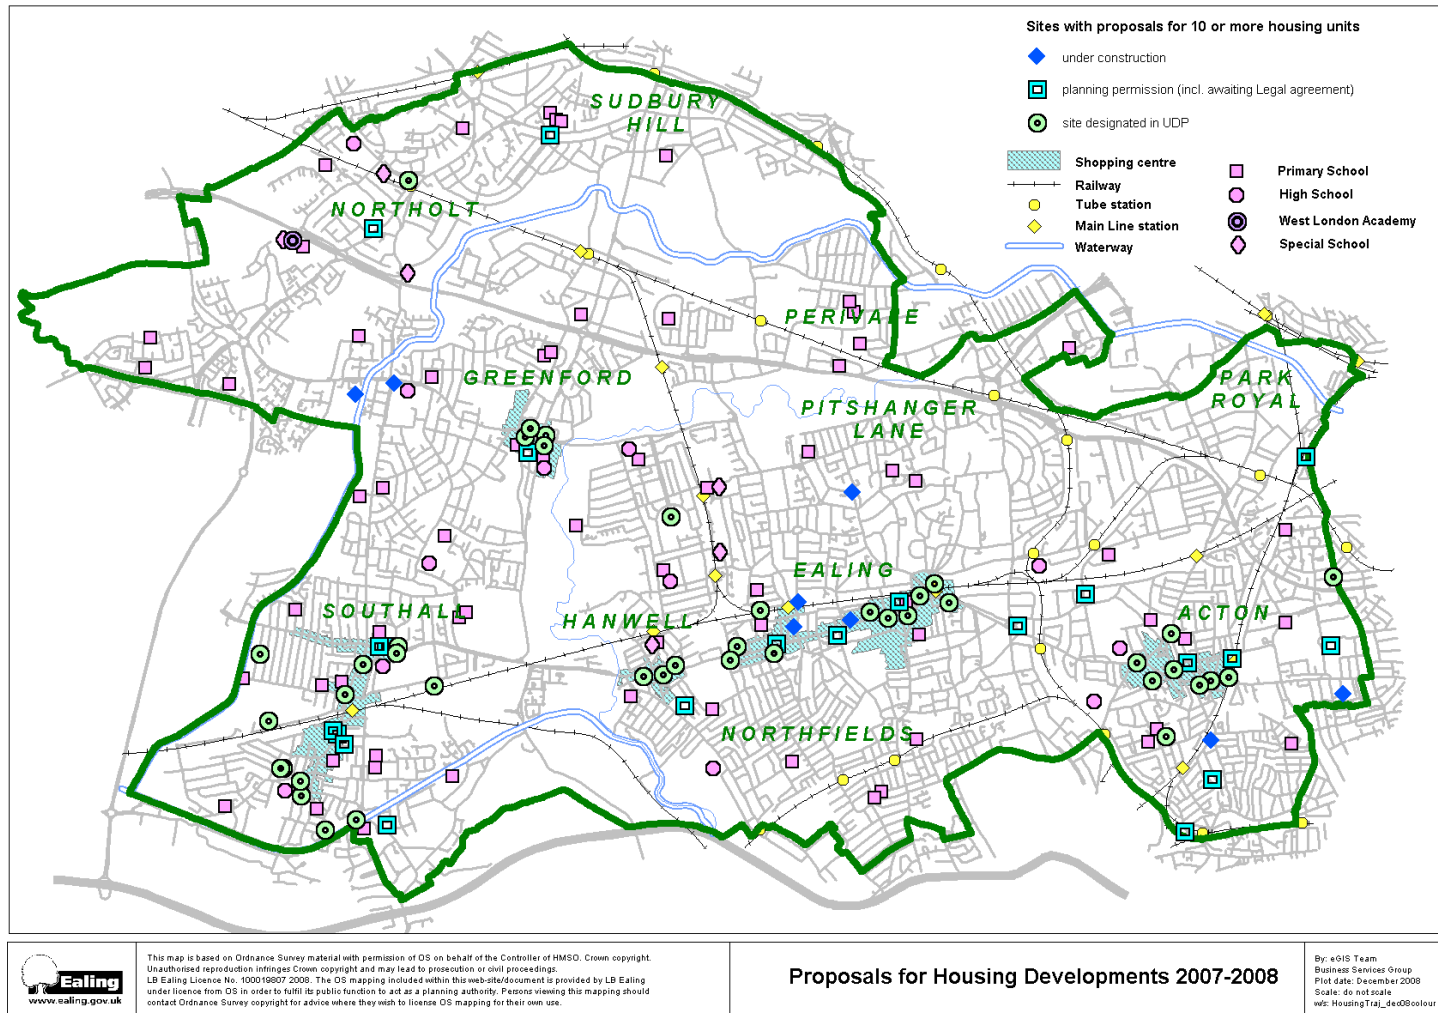 Sites with proposals for 10 or more housing units
under construction
planning permission (incl. awaiting Legal agreement)
site designated in UDP
Shopping centre
Railway
Tube station
Main Line station
Waterway
Primary School
High School
West London Academy
Special School
SUDBURY
HILL
NORTHOLT
PERIVALE
GREENFORD
PARK
ROYAL
PITSHANGER
LANE
EALING
SOUTHALL
HANWELL
ACTON
NORTHFIELDS
Ealing
www.ealing.gov.uk
This map is based on Ordnance Survey material with permission of OS on behalf of the Controller of HMSO. Crown copyright.
Unauthorised reproduction infringes Crown copyright and may lead to prosecution or civil proceedings.
LB Ealing Licence No. 100019807 2008. The OS mapping included within this web-site/document is provided by LB Ealing
under licence from OS in order to fulfil its public function to act as a planning authority. Persons viewing this mapping should
contact Ordnance Survey copyright for advice where they wish to license OS mapping for their own use.
Proposals for Housing Developments 2007-2008
By: eGIS Team
Business Services Group
Plot date: December 2008
Scale: do not scale
w/s: HousingTraj_dec08colour